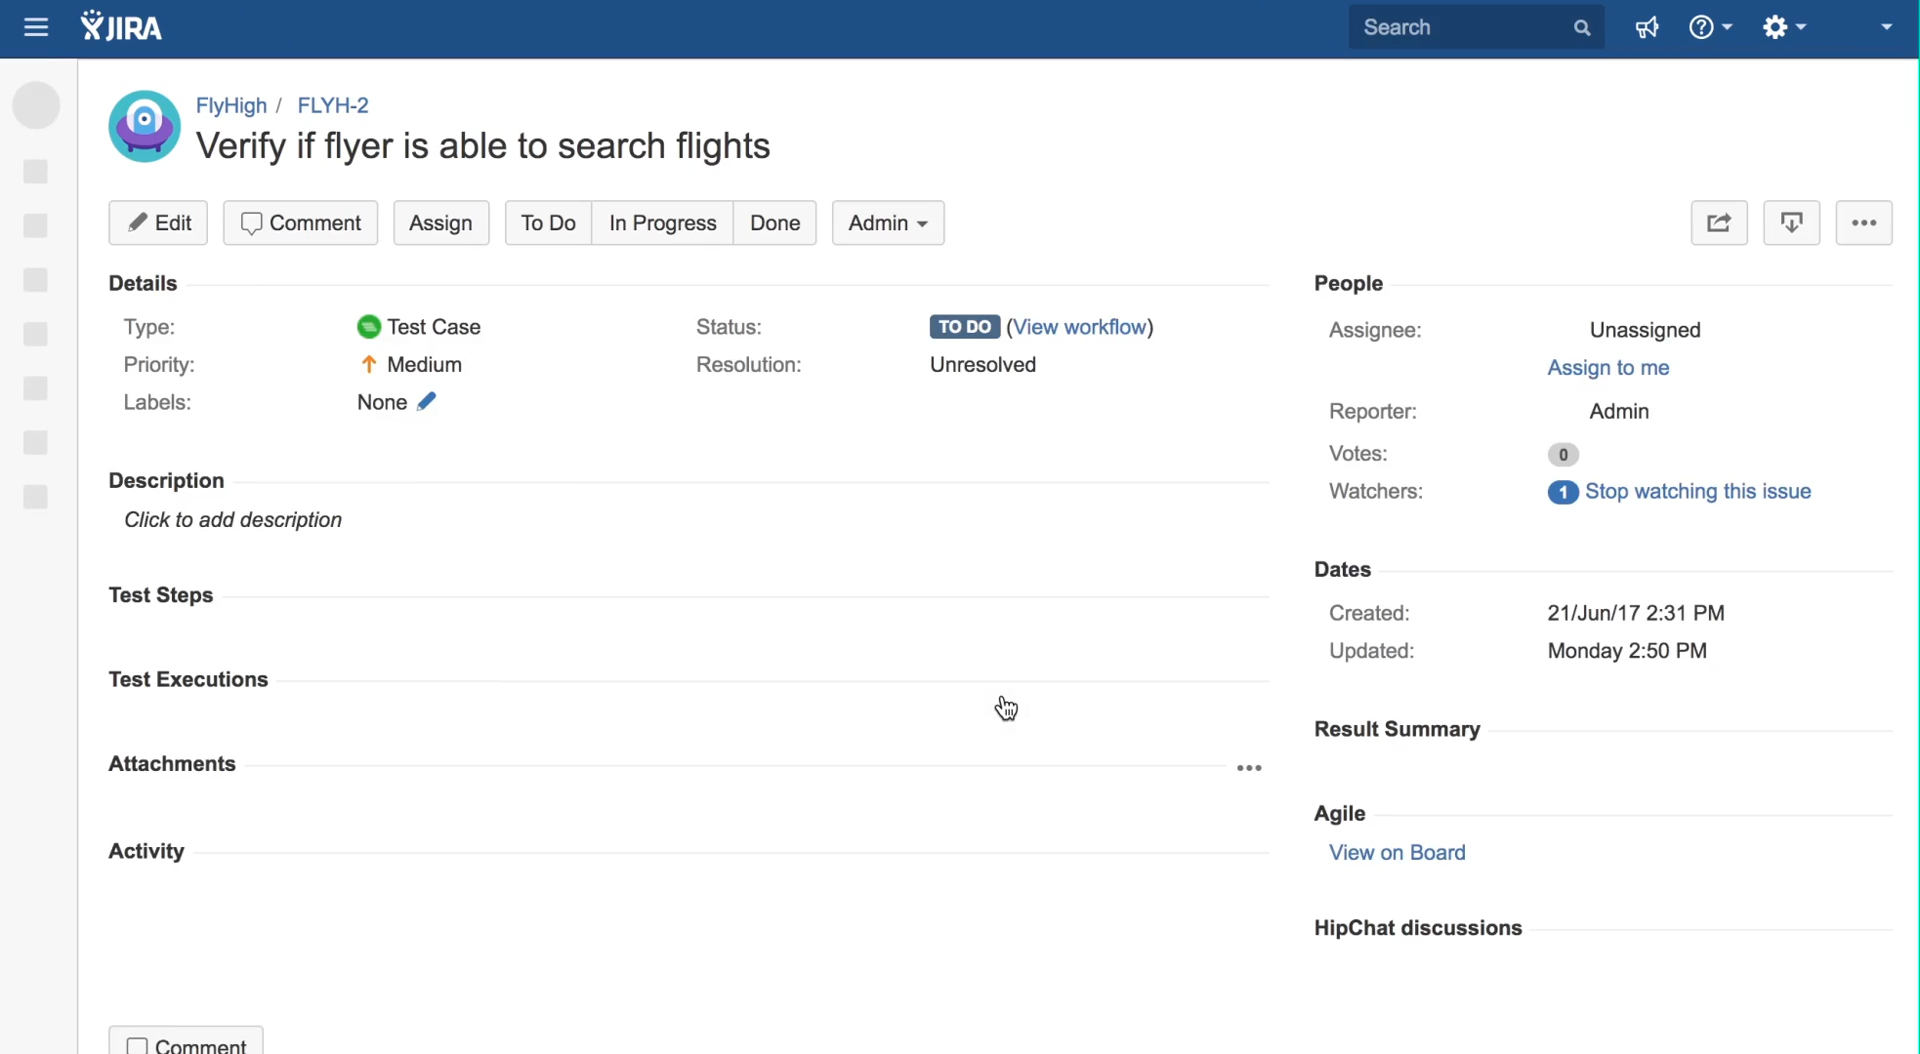 JIRA
Search
FlyHigh / FLYH-2
Verify if flyer is able to search flights
Edit
Comment
Assign
To Do
In Progress
Done
Admin
Details
Type: Test Case
Status: TO DO (View workflow)
Priority: Medium
Resolution: Unresolved
Labels: None
Description
Click to add description
Test Steps
Test Executions
Attachments
Activity
Comment
People
Assignee: Unassigned
Assign to me
Reporter: Admin
Votes: 0
Watchers: 1 Stop watching this issue
Dates
Created: 21/Jun/17 2:31 PM
Updated: Monday 2:50 PM
Result Summary
Agile
View on Board
HipChat discussions